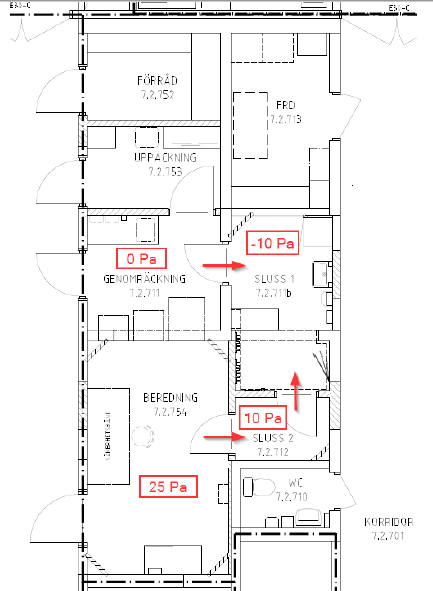 EI30-C
EI30-C
FÖRRÅD
7.2.752
FRD
7.2.713
UPPACKNING
7.2.753
0 Pa
-10 Pa
GENOMRÄCKNING
7.2.711
SLUSS 1
7.2.711b
BEREDNING
7.2.754
10 Pa
SLUSS 2
7.2.712
25 Pa
WC
7.2.710
KORRIDOR
7.2.701